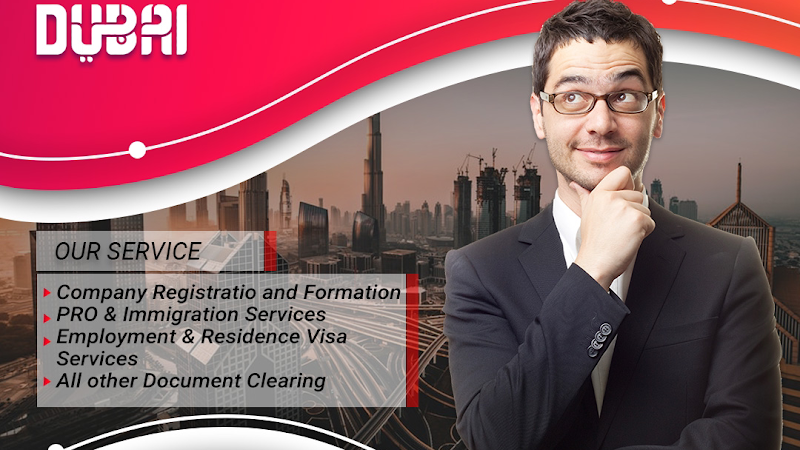 DUBAI
OUR SERVICE
Company Registratio and Formation
PRO & Immigration Services
Employment & Residence Visa
Services
All other Document Clearing